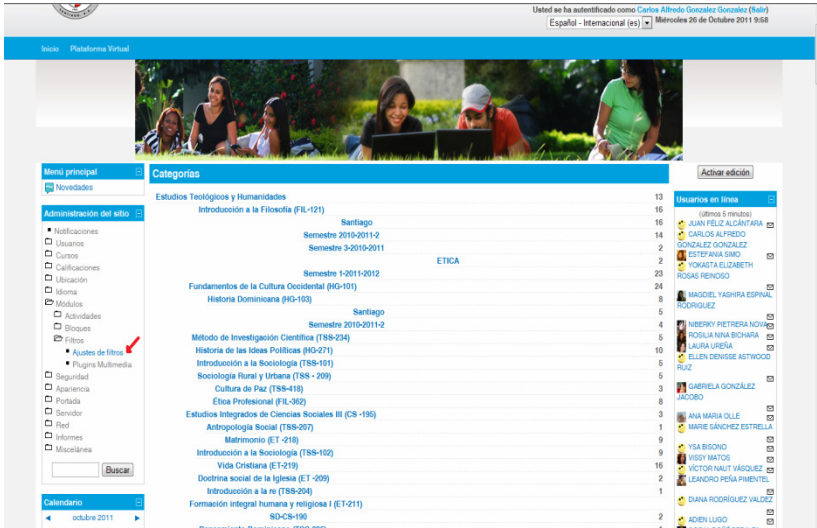 SANTIAGO, R.D.
Usted se ha autentificado como Carlos Alfredo Gonzalez Gonzalez (Salir)
Español - Internacional (es) Miércoles 26 de Octubre 2011 9:58
Inicio Plataforma Virtual
Menú principal
Novedades
Administración del sitio
Notificaciones
Usuarios
Cursos
Calificaciones
Ubicación
Idioma
Módulos
Actividades
Bloques
Filtros
Ajustes de filtros
Plugins Multimedia
Seguridad
Apariencia
Portada
Servidor
Red
Informes
Miscelánea
Buscar
Calendario
octubre 2011
Categorías
Estudios Teológicos y Humanidades 13
Introducción a la Filosofía (FIL-121) 16
Santiago 16
Semestre 2010-2011-2 14
Semestre 3-2010-2011 2
ETICA 2
Semestre 1-2011-2012 23
Fundamentos de la Cultura Occidental (HG-101) 24
Historia Dominicana (HG-103) 8
Santiago 5
Semestre 2010-2011-2 4
Método de Investigación Científica (TSS-234) 5
Historia de las Ideas Políticas (HG-271) 10
Introducción a la Sociología (TSS-101) 5
Sociología Rural y Urbana (TSS - 209) 5
Cultura de Paz (TSS-418) 3
Ética Profesional (FIL-362) 8
Estudios Integrados de Ciencias Sociales III (CS -195) 3
Antropología Social (TSS-207) 1
Matrimonio (ET -218) 9
Introducción a la Sociología (TSS-102) 9
Vida Cristiana (ET-219) 16
Doctrina social de la Iglesia (ET -209) 2
Introducción a la re (TSS-204) 1
Formación integral humana y religiosa I (ET-211)
SO-CS-190 2
Activar edición
Usuarios en línea
(últimos 5 minutos)
JUAN FÉLIZ ALCÁNTARA
CARLOS ALFREDO
GONZALEZ GONZALEZ
ESTEFANIA SIMO
YOKASTA ELIZABETH
ROSAS REINOSO
MAGDIEL YASHIRA ESPINAL
RODRIGUEZ
NIBERKY PIETRERA NOVA
ROSILIA NINA BICHARA
LAURA UREÑA
ELLEN DENISSE ASTWOOD
RUIZ
GABRIELA GONZÁLEZ
JACOBO
ANA MARIA OLLE
MARIE SÁNCHEZ ESTRELLA
YSA BISONO
VISSY MATOS
VÍCTOR NAUT VÁSQUEZ
LEANDRO PEÑA PIMENTEL
DIANA RODRÍGUEZ VALDEZ
ADIEN LUGO